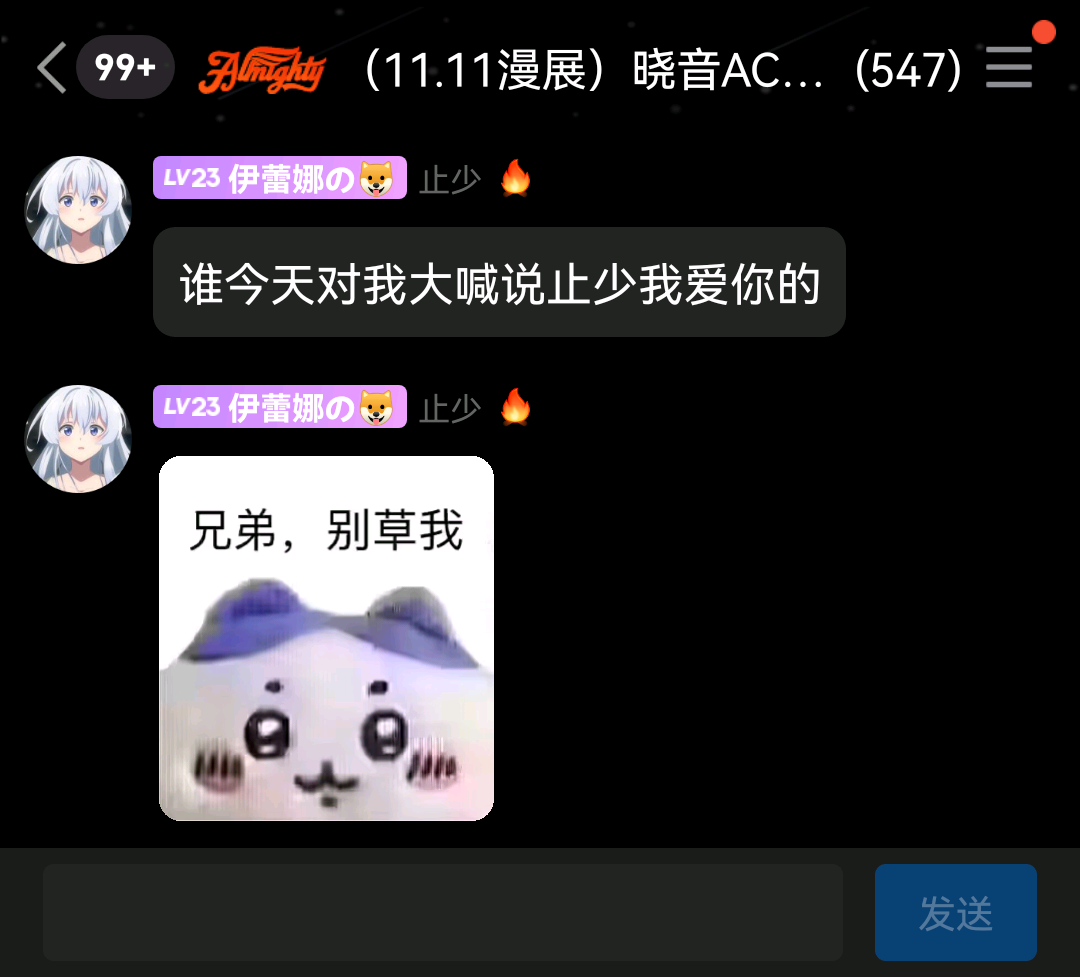 99+ Almighty （11.11漫展）晓音AC... (547)
LV23 伊蕾娜の 止少
谁今天对我大喊说止少我爱你的
LV23 伊蕾娜の 止少
兄弟，别草我
发送